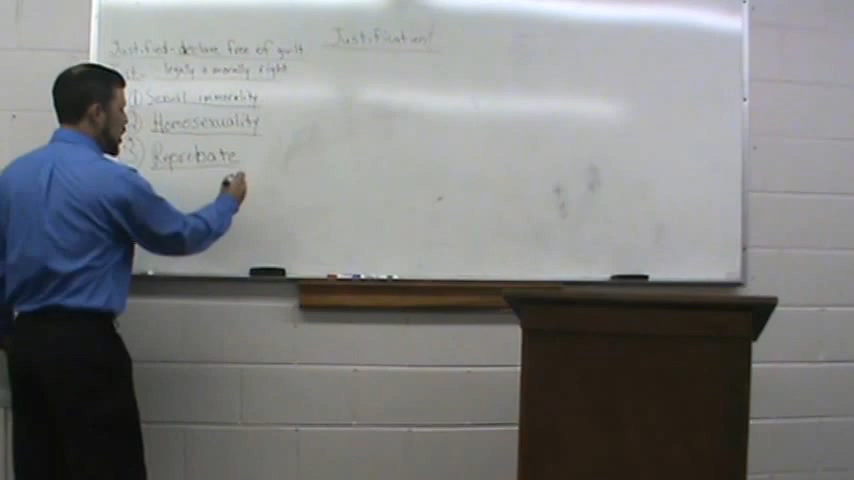 Justification!
Justified - declare free of guilt
legally & morally right
1) Sexual immorality
2) Homosexuality
3) Reprobate